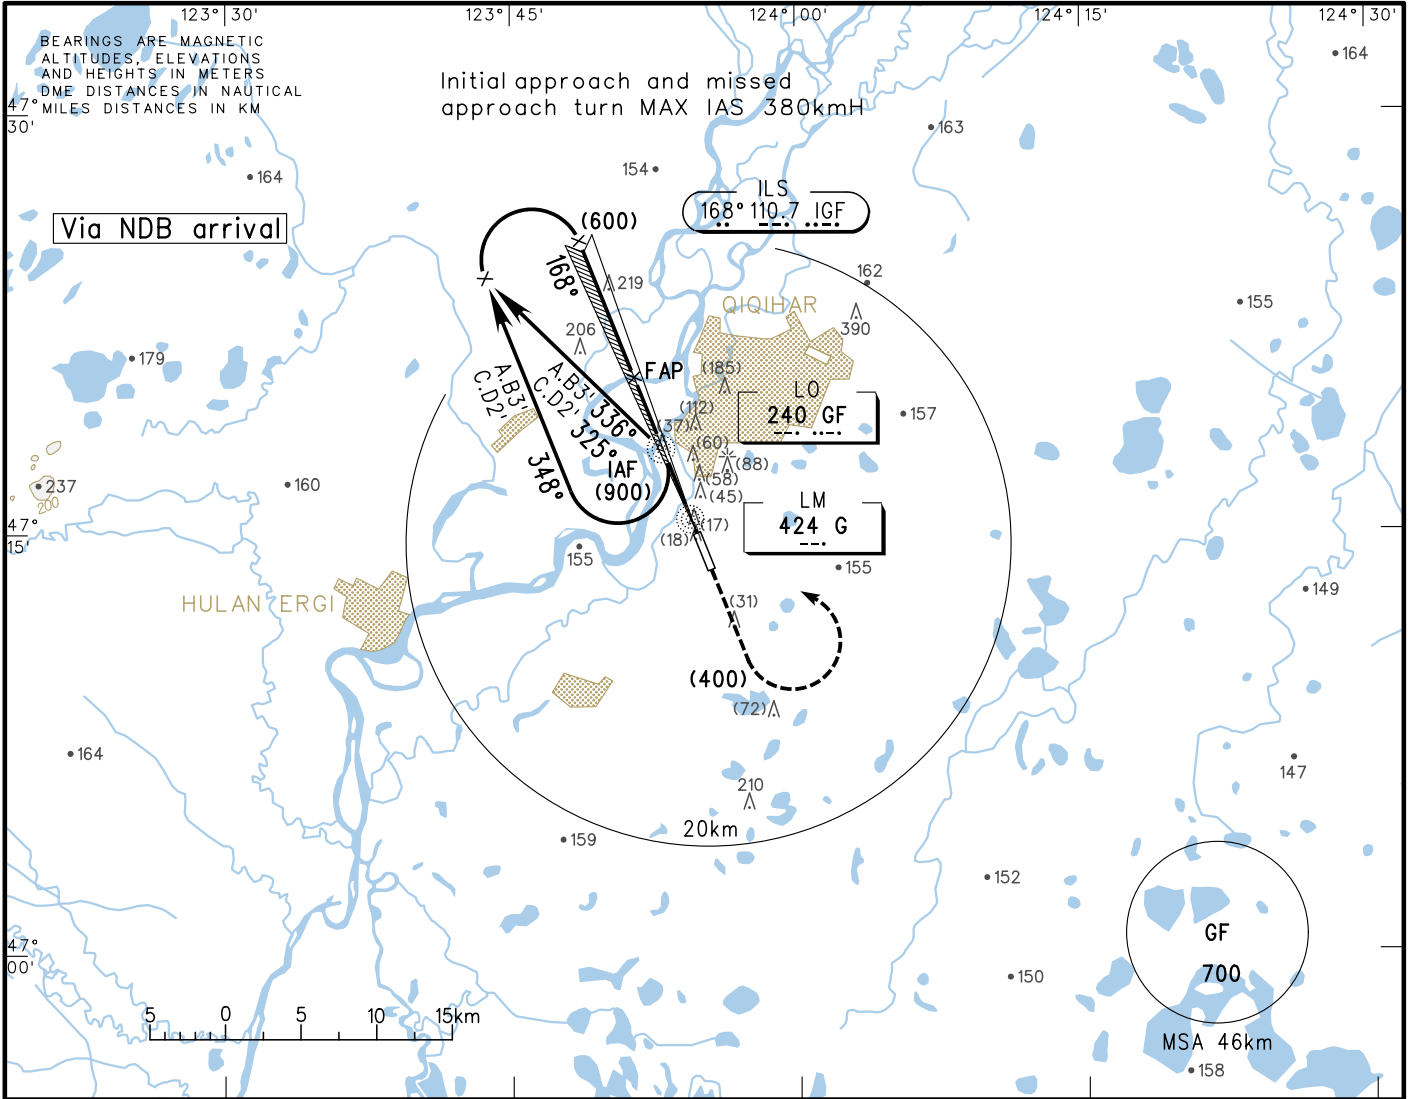 123° 30'
123° 45'
124° 00'
124° 15'
124° 30'
BEARINGS ARE MAGNETIC
ALTITUDES, ELEVATIONS
AND HEIGHTS IN METERS
DME DISTANCES IN NAUTICAL
MILES DISTANCES IN KM
Initial approach and missed
approach turn MAX IAS 380kmH
47°
30'
164
163
154
164
ILS
168° 110.7 IGF
Via NDB arrival
(600)
168°
219
162
155
QIQIHAR
390
206
179
FAP
(185)
A.B3'
C.D2'
A.B3' 336°
C.D2' 325°
LO
240 GF
(112)
157
(37)
(60)
(88)
IAF
(900)
348°
(58)
(45)
237
200
160
LM
424 G
(17)
(18)
47°
15'
155
155
149
HULAN ERGI
(31)
(400)
(72)
164
147
210
20km
159
152
GF
700
47°
00'
150
5
0
5
10
15km
MSA 46km
158